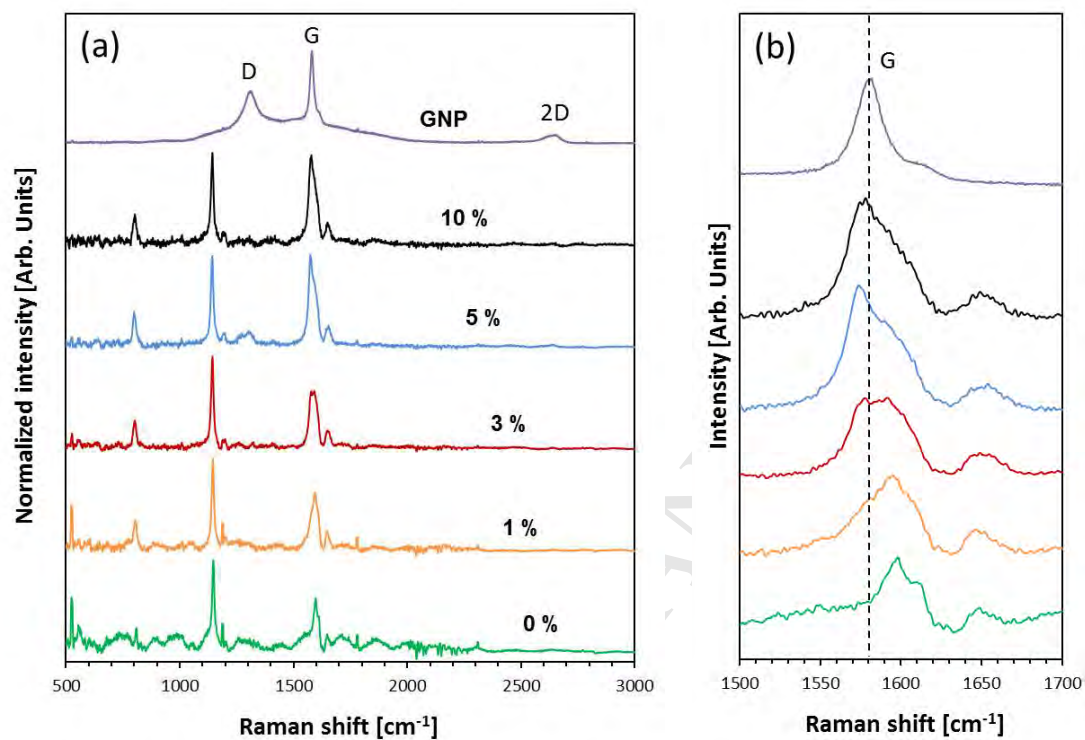 (a)
D
G
2D
GNP
10 %
5 %
3 %
1 %
0 %
Normalized intensity [Arb. Units]
500 1000 1500 2000 2500 3000
Raman shift [cm-1]
(b)
G
Intensity [Arb. Units]
1500 1550 1600 1650 1700
Raman shift [cm-1]